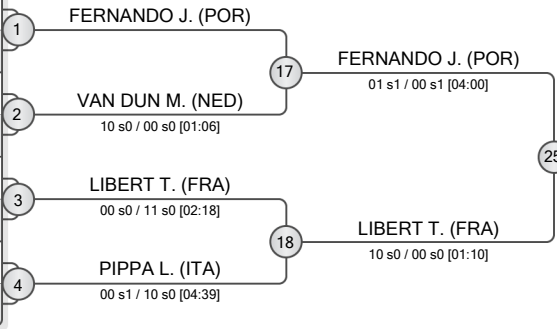 1
FERNANDO J. (POR)
17
FERNANDO J. (POR)
01 s1 / 00 s1 [04:00]
2
VAN DUN M. (NED)
10 s0 / 00 s0 [01:06]
25
3
LIBERT T. (FRA)
00 s0 / 11 s0 [02:18]
18
LIBERT T. (FRA)
10 s0 / 00 s0 [01:10]
4
PIPPA L. (ITA)
00 s1 / 10 s0 [04:39]